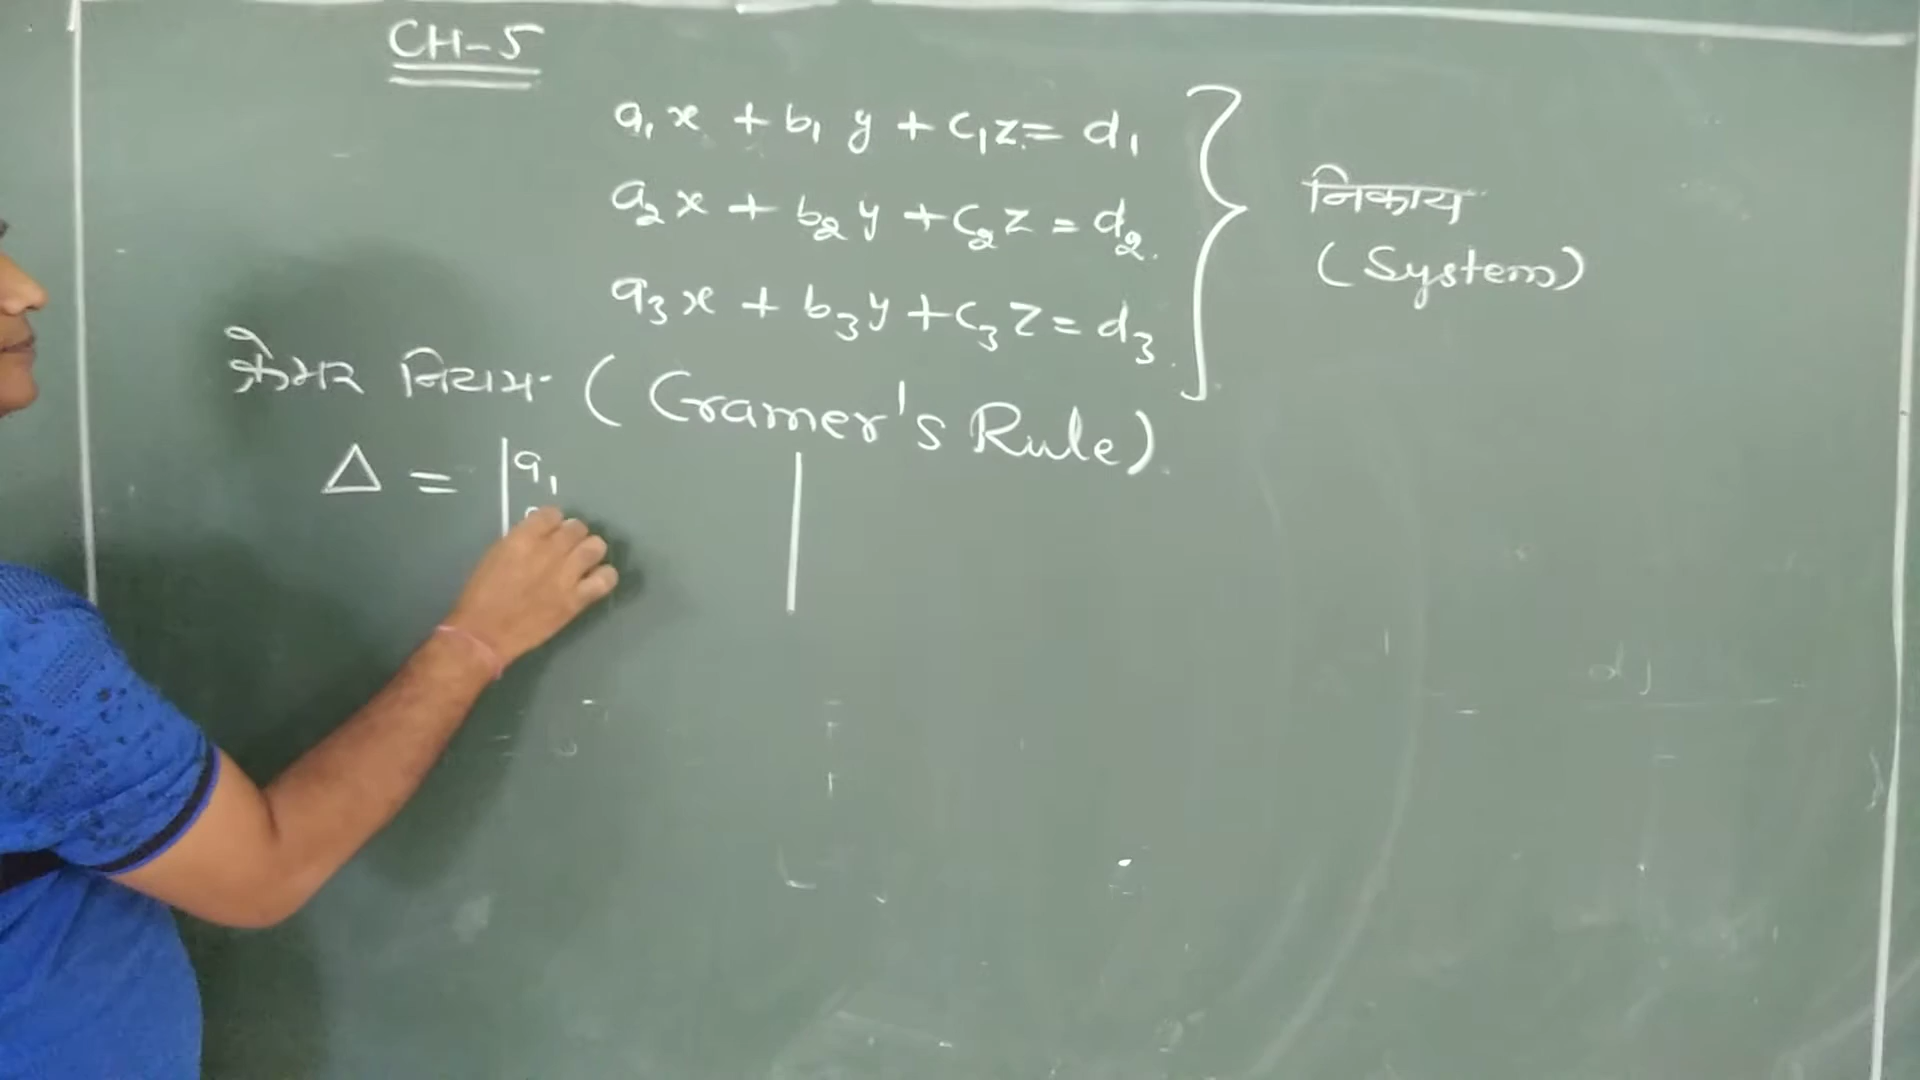 CH-5
a₁x + b₁y + c₁z = d₁
a₂x + b₂y + c₂z = d₂
a₃x + b₃y + c₃z = d₃
निकाय
(System)
क्रेमर नियम (Cramer's Rule)
Δ = | a₁ |